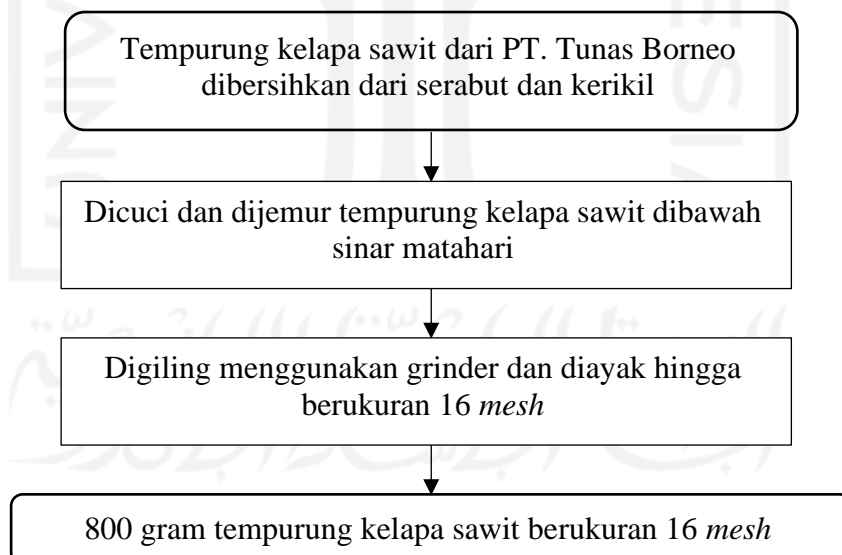 Tempurung kelapa sawit dari PT. Tunas Borneo
dibersihkan dari serabut dan kerikil
Dicuci dan dijemur tempurung kelapa sawit dibawah
sinar matahari
Digiling menggunakan grinder dan diayak hingga
berukuran 16 mesh
800 gram tempurung kelapa sawit berukuran 16 mesh